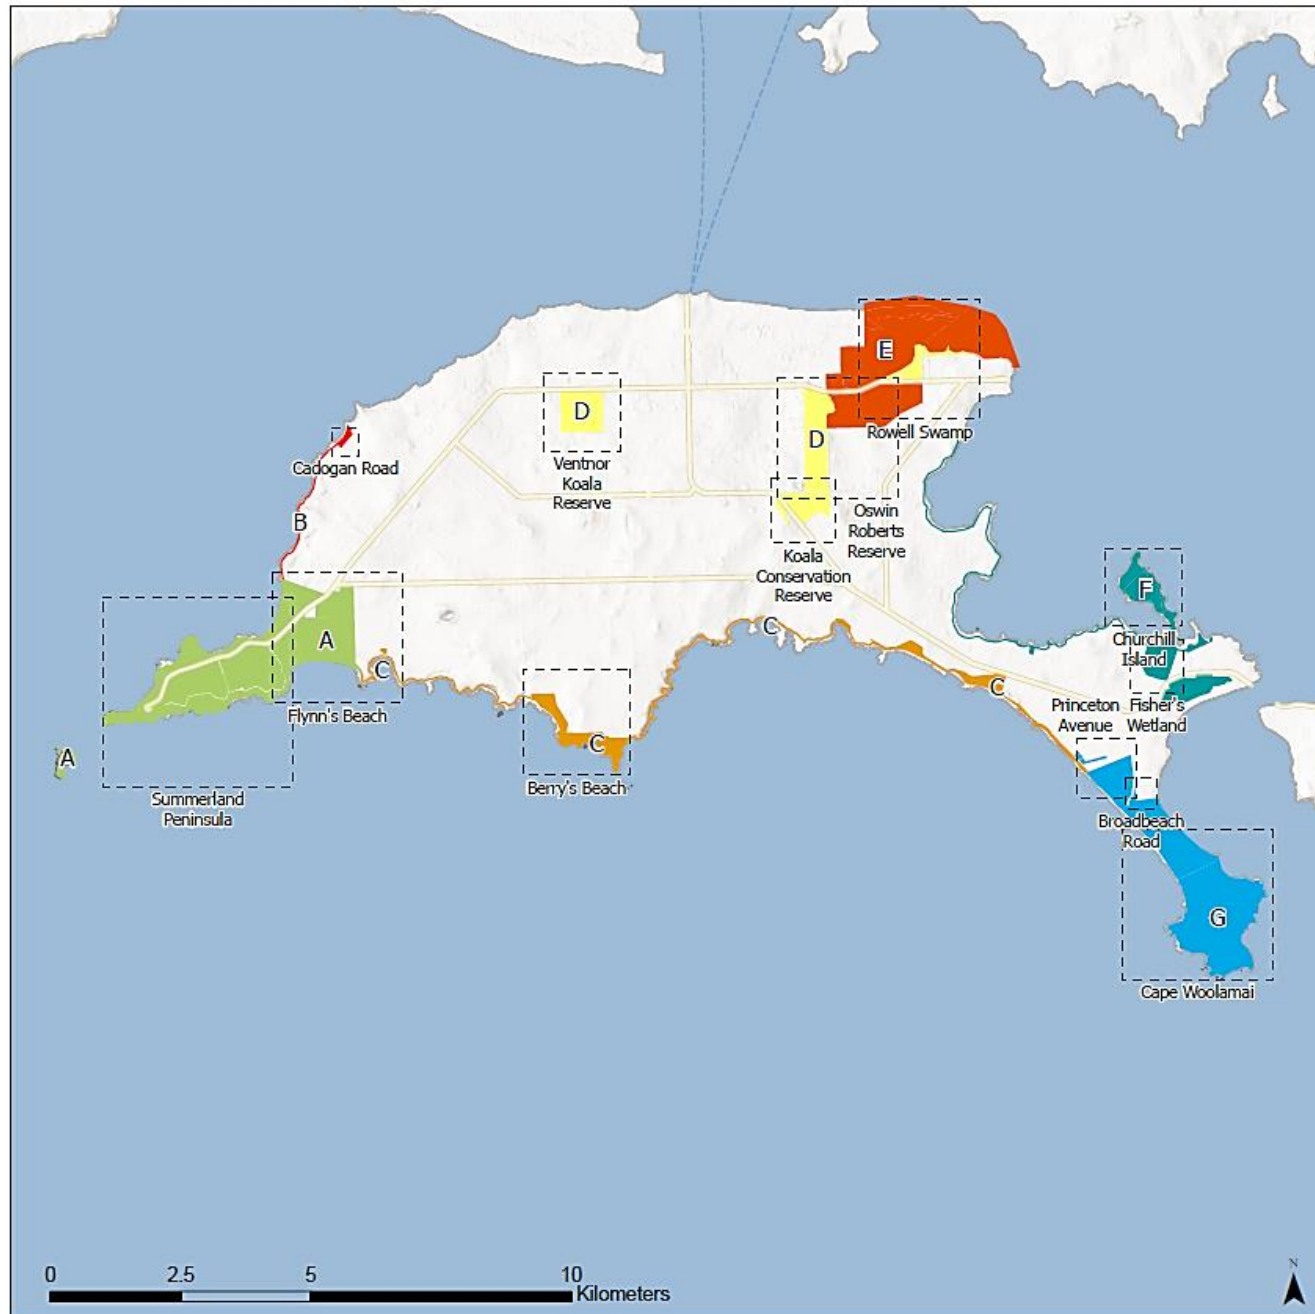 E
D
D
Rowell Swamp
Cadogan Road
Ventnor
Koala
Reserve
B
Oswin
Roberts
Reserve
Koala
Conservation
Reserve
F
C
A
C
Churchill
Island
C
Flynn's Beach
Princeton
Avenue
Fisher's
Wetland
C
A
Berry's Beach
Summerland
Peninsula
Broadbeach
Road
G
Cape Woolamai
0 2.5 5 10
Kilometers
N